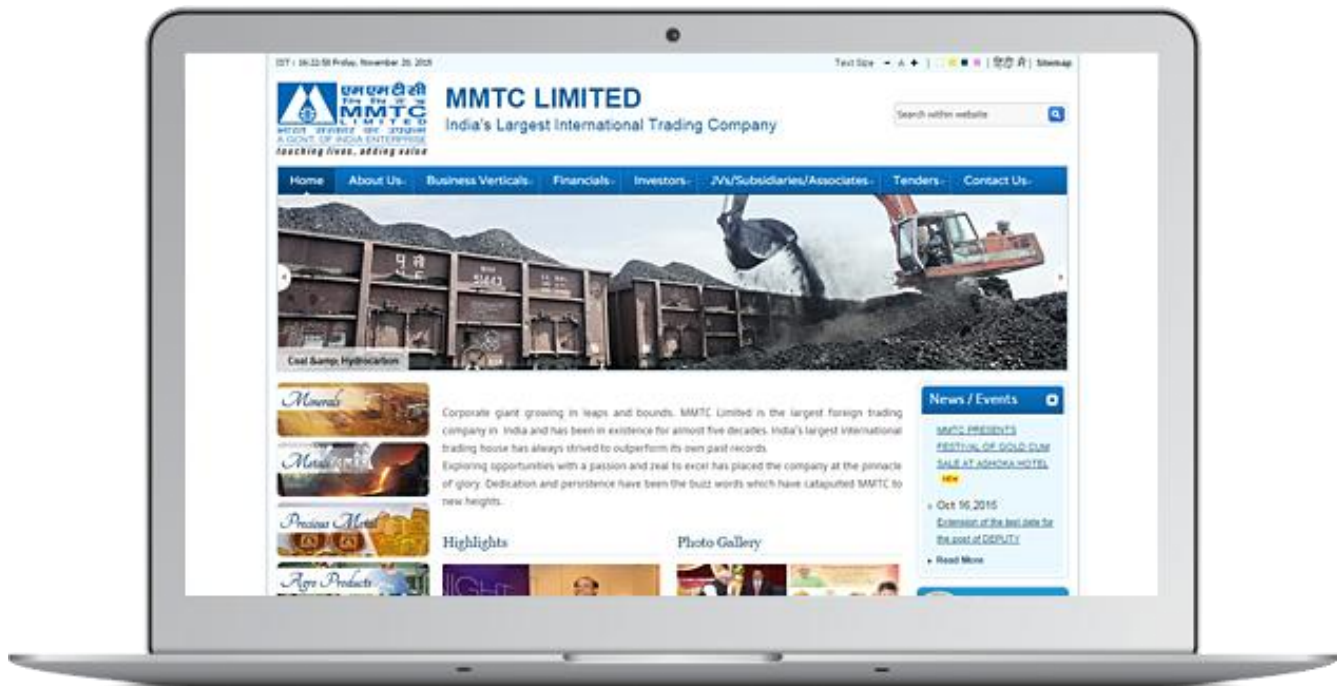 IST : 16:22:58 Friday, November 20, 2015
Text Size - A + | | हिंदी में | Sitemap
एमएमटीसी
लिमिटेड
MMTC
LIMITED
भारत सरकार का उपक्रम
A GOVT. OF INDIA ENTERPRISE
touching lives, adding value
MMTC LIMITED
India's Largest International Trading Company
Search within website
Home About Us Business Verticals Financials Investors JVs/Subsidiaries/Associates Tenders Contact Us
51443
Coal &amp; Hydrocarbon
Minerals
Metals
Precious Metal
Agro Products
Corporate giant growing in leaps and bounds. MMTC Limited is the largest foreign trading
company in India and has been in existence for almost five decades. India's largest international
trading house has always strived to outperform its own past records.
Exploring opportunities with a passion and zeal to excel has placed the company at the pinnacle
of glory. Dedication and persistence have been the buzz words which have catapulted MMTC to
new heights.
Highlights
Photo Gallery
News / Events
MMTC PRESENTS
FESTIVAL OF GOLD CUM
SALE AT ASHOKA HOTEL
NEW
Oct 16,2015
Extension of the last date for
the post of DEPUTY
Read More